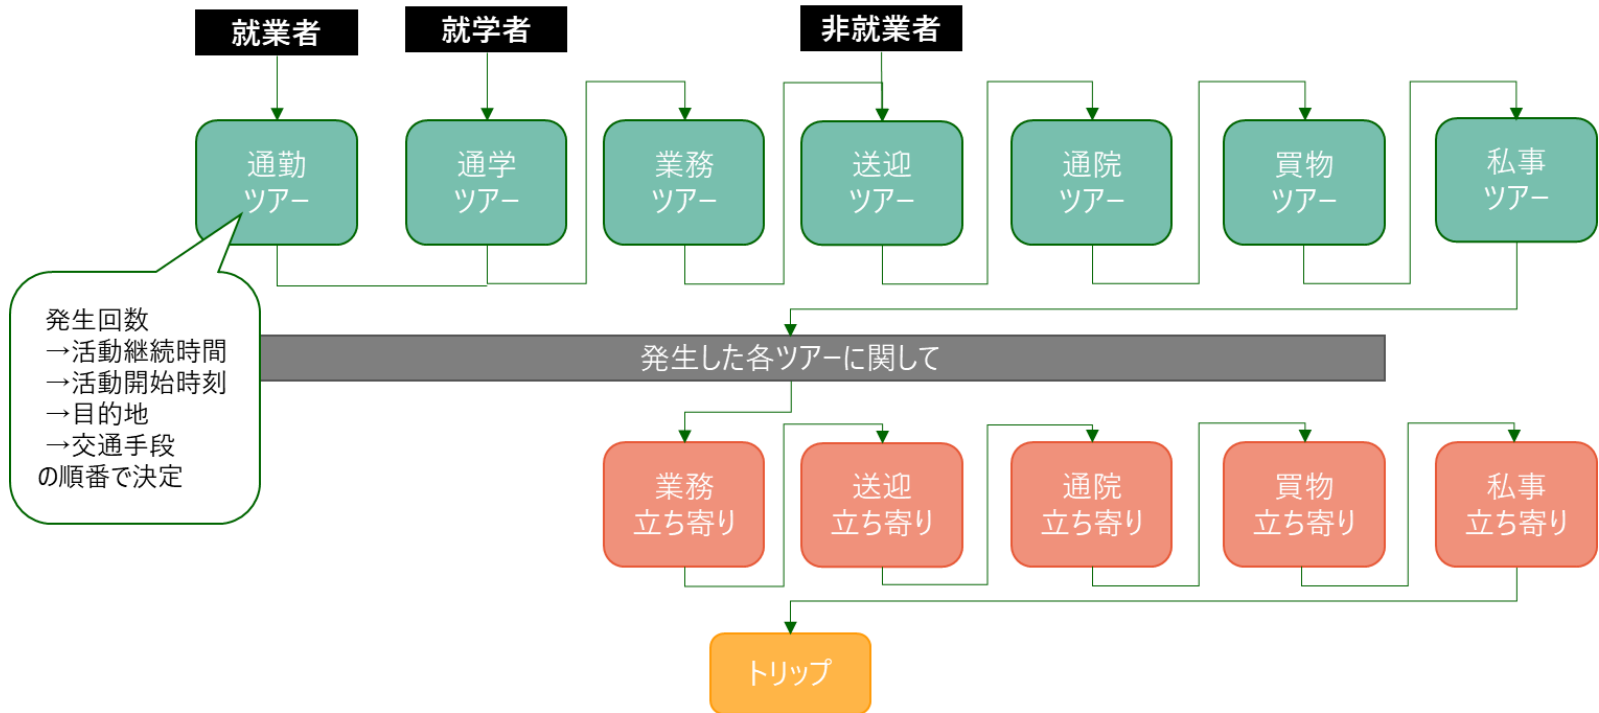 就業者
就学者
非就業者
通勤
ツアー
通学
ツアー
業務
ツアー
送迎
ツアー
通院
ツアー
買物
ツアー
私事
ツアー
発生回数
→活動継続時間
→活動開始時刻
→目的地
→交通手段
の順番で決定
発生した各ツアーに関して
業務
立ち寄り
送迎
立ち寄り
通院
立ち寄り
買物
立ち寄り
私事
立ち寄り
トリップ